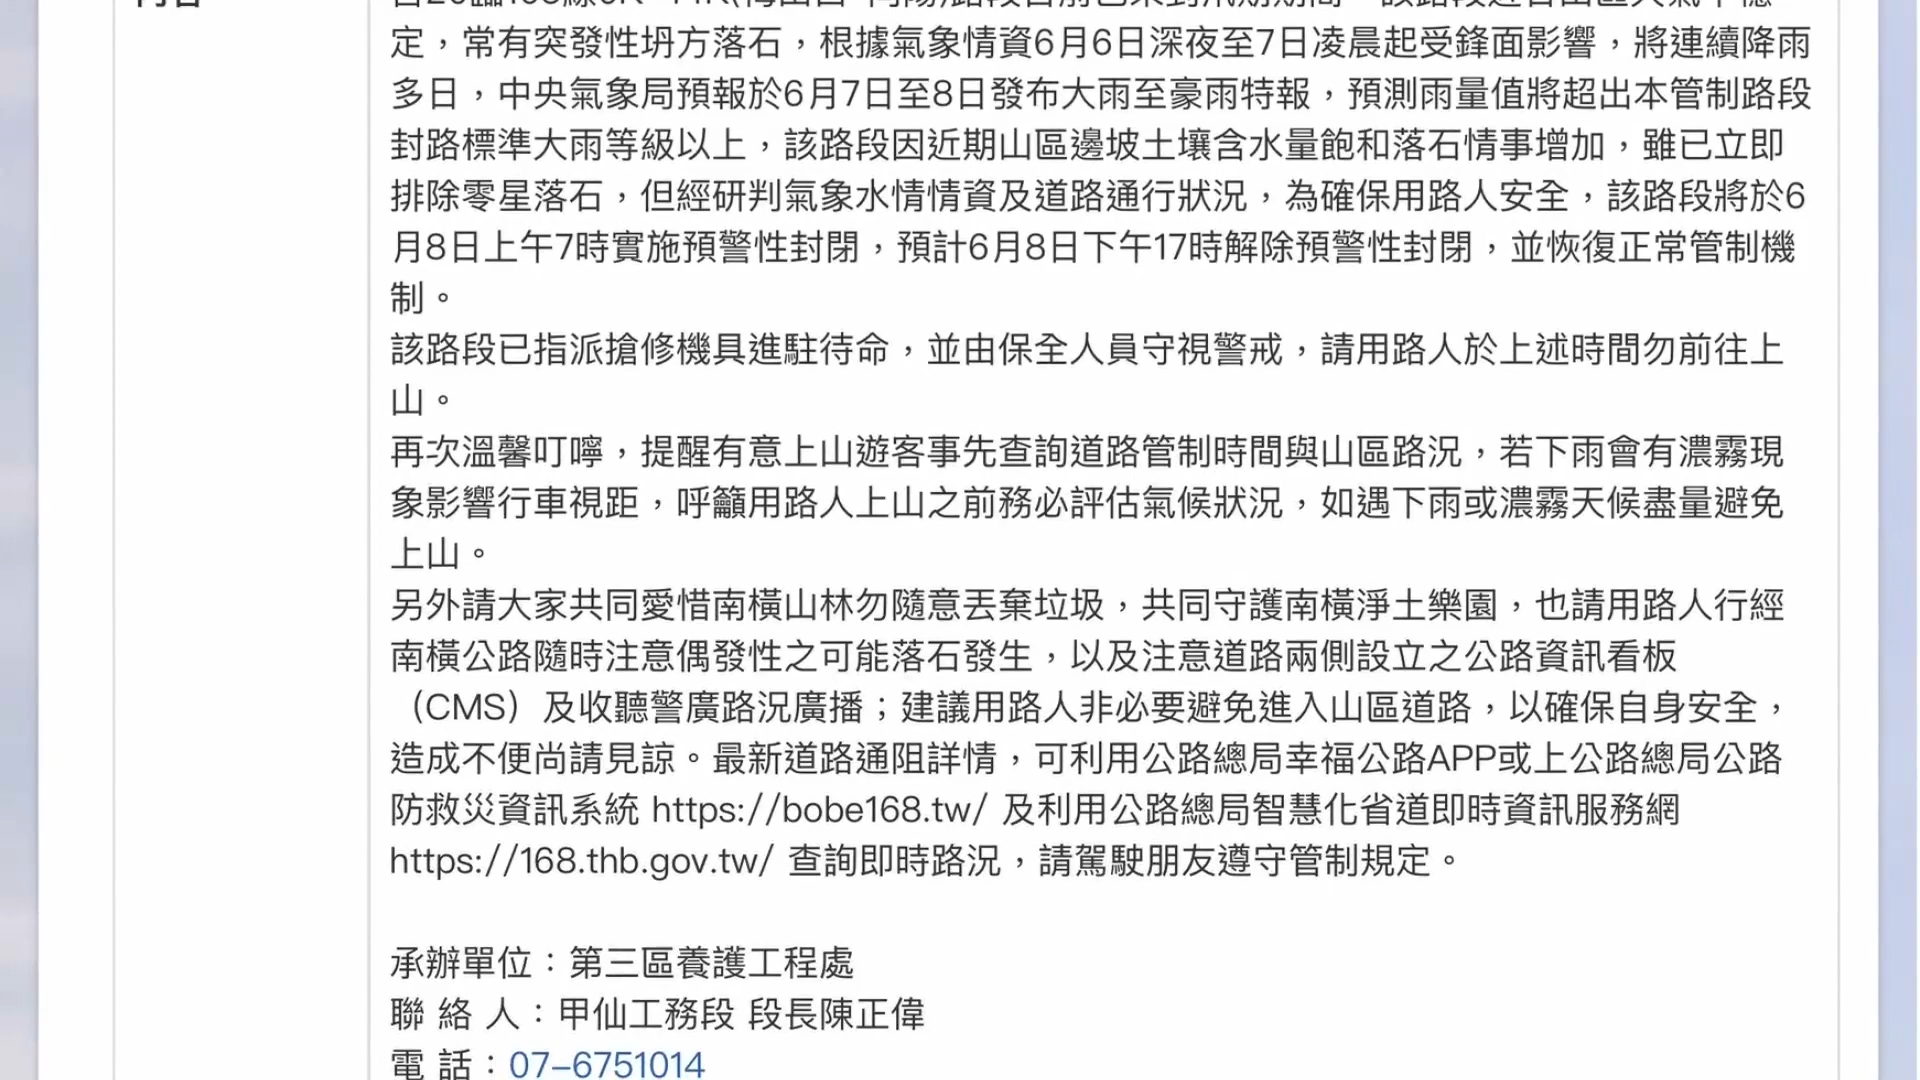 定，常有突發性坍方落石，根據氣象情資6月6日深夜至7日凌晨起受鋒面影響，將連續降雨
多日，中央氣象局預報於6月7日至8日發布大雨至豪雨特報，預測雨量值將超出本管制路段
封路標準大雨等級以上，該路段因近期山區邊坡土壤含水量飽和落石情事增加，雖已立即
排除零星落石，但經研判氣象水情情資及道路通行狀況，為確保用路人安全，該路段將於6
月8日上午7時實施預警性封閉，預計6月8日下午17時解除預警性封閉，並恢復正常管制機
制。
該路段已指派搶修機具進駐待命，並由保全人員守視警戒，請用路人於上述時間勿前往上
山。
再次溫馨叮嚀，提醒有意上山遊客事先查詢道路管制時間與山區路況，若下雨會有濃霧現
象影響行車視距，呼籲用路人上山之前務必評估氣候狀況，如遇下雨或濃霧天候盡量避免
上山。
另外請大家共同愛惜南橫山林勿隨意丟棄垃圾，共同守護南橫淨土樂園，也請用路人行經
南橫公路隨時注意偶發性之可能落石發生，以及注意道路兩側設立之公路資訊看板
（CMS）及收聽警廣路況廣播；建議用路人非必要避免進入山區道路，以確保自身安全，
造成不便尚請見諒。最新道路通阻詳情，可利用公路總局幸福公路APP或上公路總局公路
防救災資訊系統 https://bobe168.tw/ 及利用公路總局智慧化省道即時資訊服務網
https://168.thb.gov.tw/ 查詢即時路況，請駕駛朋友遵守管制規定。
承辦單位：第三區養護工程處
聯 絡 人：甲仙工務段 段長陳正偉
電 話：07-6751014